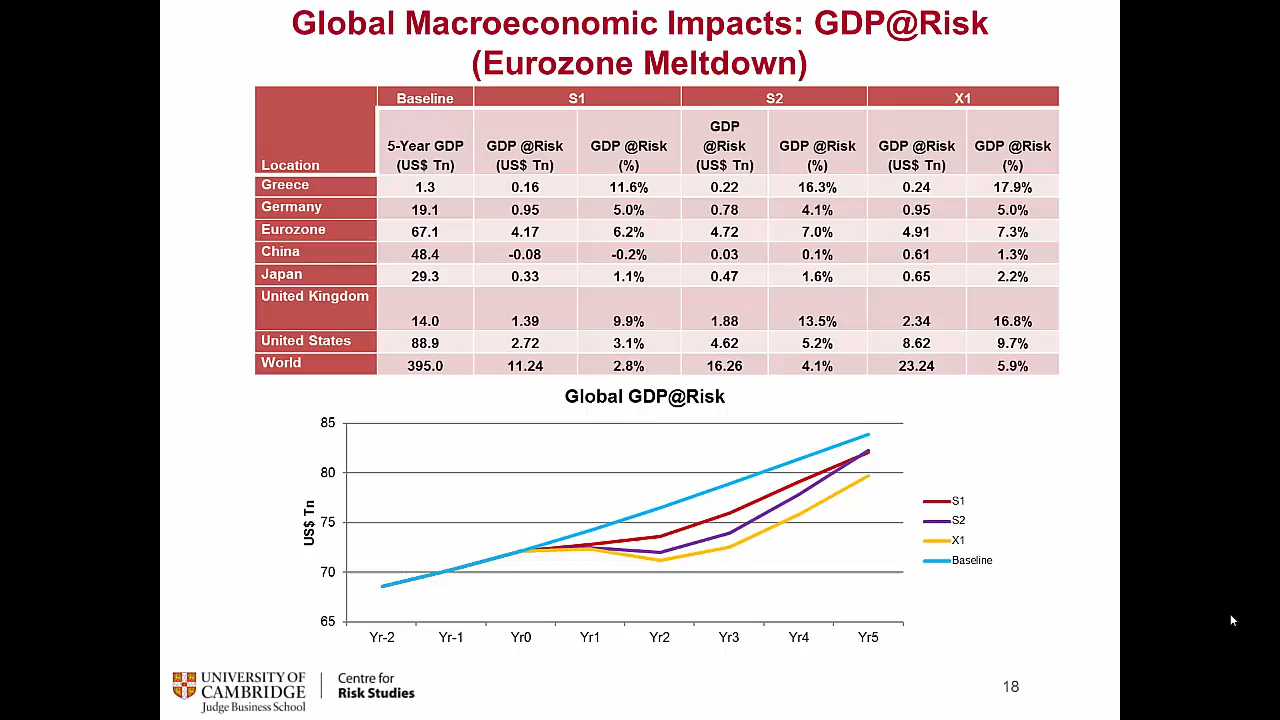 Global Macroeconomic Impacts: GDP@Risk
(Eurozone Meltdown)
Baseline S1 S2 X1
Location 5-Year GDP (US$ Tn) GDP @Risk (US$ Tn) GDP @Risk (%) GDP @Risk (US$ Tn) GDP @Risk (%) GDP @Risk (US$ Tn) GDP @Risk (%)
Greece 1.3 0.16 11.6% 0.22 16.3% 0.24 17.9%
Germany 19.1 0.95 5.0% 0.78 4.1% 0.95 5.0%
Eurozone 67.1 4.17 6.2% 4.72 7.0% 4.91 7.3%
China 48.4 -0.08 -0.2% 0.03 0.1% 0.61 1.3%
Japan 29.3 0.33 1.1% 0.47 1.6% 0.65 2.2%
United Kingdom 14.0 1.39 9.9% 1.88 13.5% 2.34 16.8%
United States 88.9 2.72 3.1% 4.62 5.2% 8.62 9.7%
World 395.0 11.24 2.8% 16.26 4.1% 23.24 5.9%
Global GDP@Risk
85
80
75
70
65
US$ Tn
Yr-2 Yr-1 Yr0 Yr1 Yr2 Yr3 Yr4 Yr5
S1
S2
X1
Baseline
UNIVERSITY OF
CAMBRIDGE
Judge Business School
Centre for
Risk Studies
18